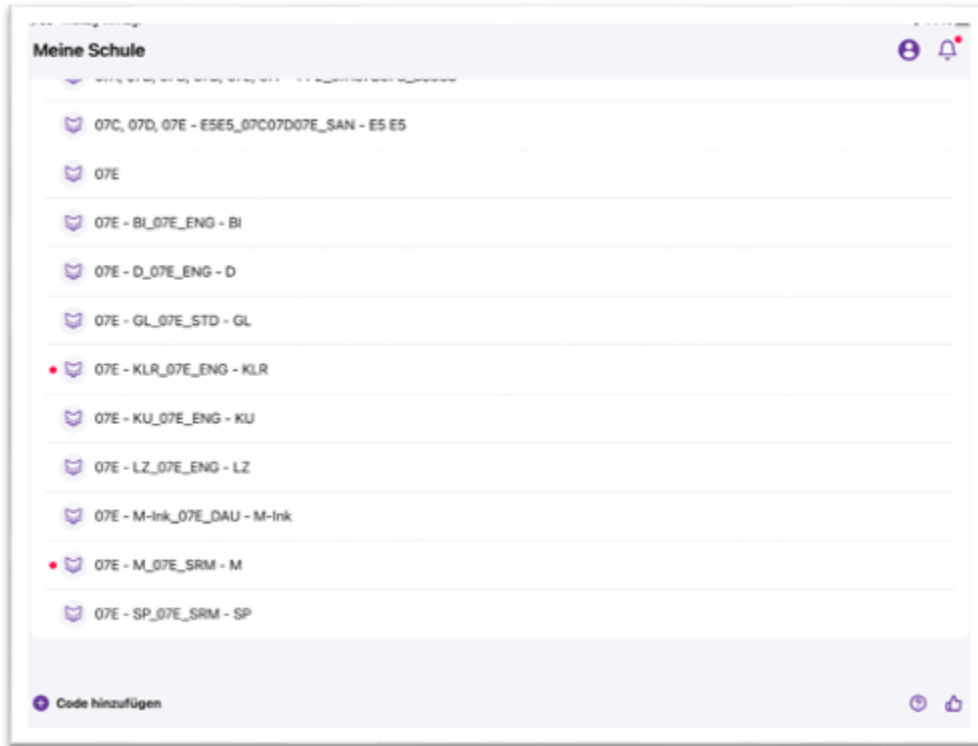 Meine Schule
07C, 07D, 07E - E5E5_07C07D07E_SAN - E5 E5
07E
07E - BI_07E_ENG - BI
07E - D_07E_ENG - D
07E - GL_07E_STD - GL
07E - KLR_07E_ENG - KLR
07E - KU_07E_ENG - KU
07E - LZ_07E_ENG - LZ
07E - M-Ink_07E_DAU - M-Ink
07E - M_07E_SRM - M
07E - SP_07E_SRM - SP
Code hinzufügen